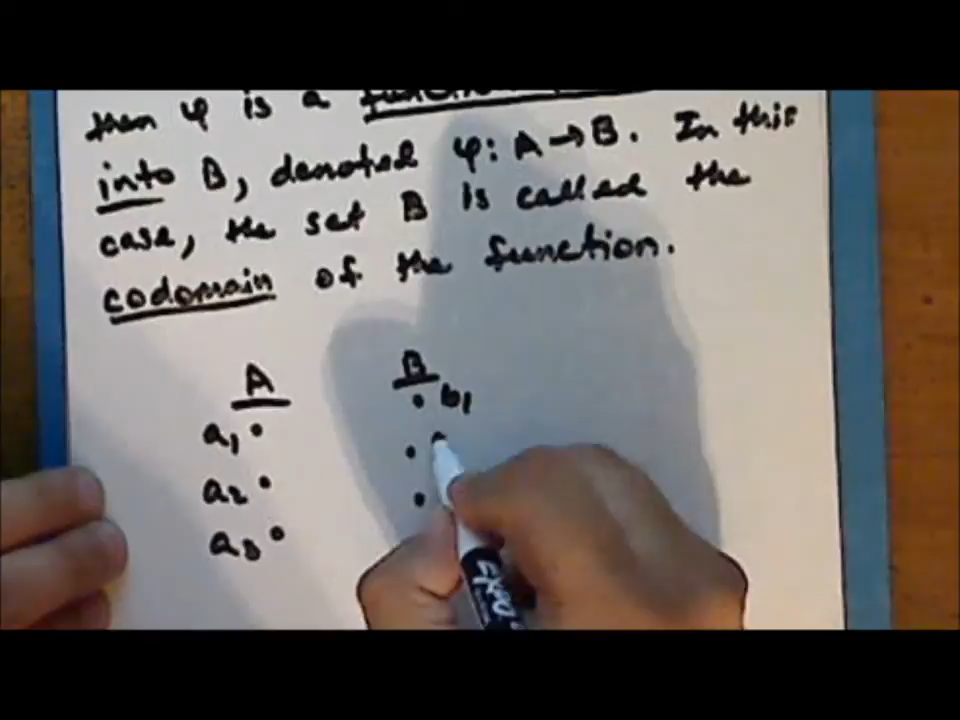 then φ is a function
into B, denoted φ: A → B. In this
case, the set B is called the
codomain of the function.
A B
b₁
a₁
a₂
a₃
EXPO